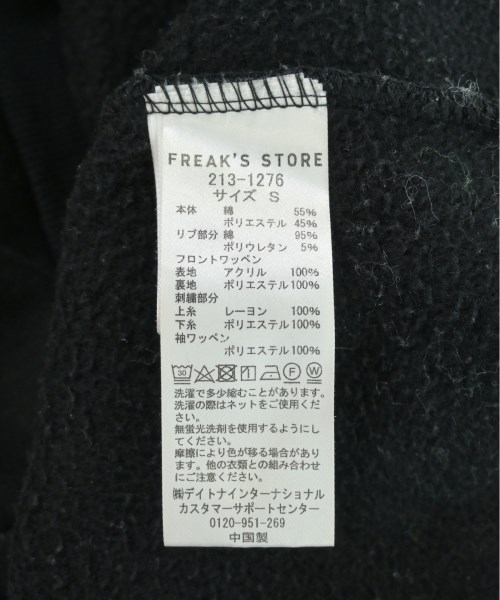 FREAK'S STORE
213-1276
サイズ S
本体 綿 55%
ポリエステル 45%
リブ部分 綿 95%
ポリウレタン 5%
フロントワッペン
表地 アクリル 100%
裏地 ポリエステル100%
刺繍部分
上糸 レーヨン 100%
下糸 ポリエステル 100%
袖ワッペン
ポリエステル 100%
30 F W
洗濯で多少縮むことがあります。
洗濯の際はネットをご使用くだ
さい。
無蛍光洗剤を使用するようにし
てください。
摩擦により色が移る場合があり
ます。他の衣類との組み合わせ
にご注意ください。
㈱デイトナインターナショナル
カスタマーサポートセンター
0120-951-269
中国製